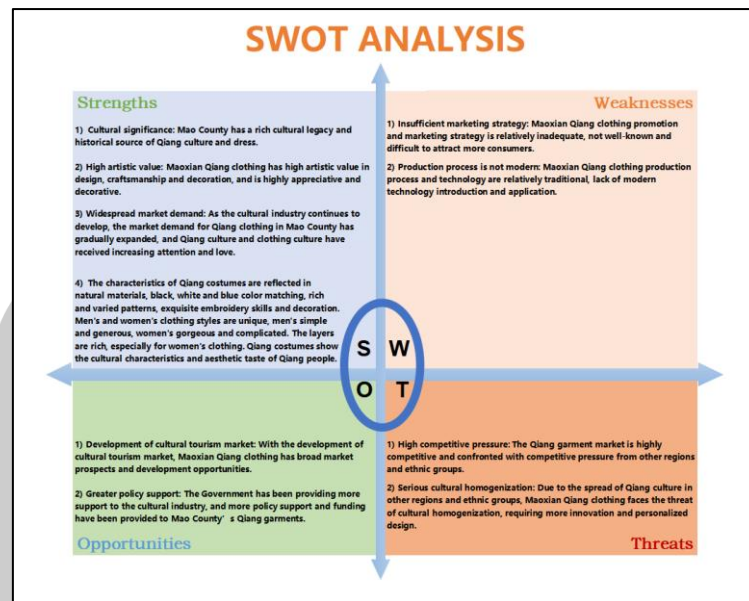 SWOT ANALYSIS
Strengths
1) Cultural significance: Mao County has a rich cultural legacy and
historical source of Qiang culture and dress.
2) High artistic value: Maoxian Qiang clothing has high artistic value in
design, craftsmanship and decoration, and is highly appreciative and
decorative.
3) Widespread market demand: As the cultural industry continues to
develop, the market demand for Qiang clothing in Mao County has
gradually expanded, and Qiang culture and clothing culture have
received increasing attention and love.
4) The characteristics of Qiang costumes are reflected in
natural materials, black, white and blue color matching, rich
and varied patterns, exquisite embroidery skills and decoration.
Men's and women's clothing styles are unique, men's simple
and generous, women's gorgeous and complicated. The layers
are rich, especially for women's clothing. Qiang costumes show
the cultural characteristics and aesthetic taste of Qiang people.
Weaknesses
1) Insufficient marketing strategy: Maoxian Qiang clothing promotion
and marketing strategy is relatively inadequate, not well-known and
difficult to attract more consumers.
2) Production process is not modern: Maoxian Qiang clothing production
process and technology are relatively traditional, lack of modern
technology introduction and application.
S W
O T
1) Development of cultural tourism market: With the development of
cultural tourism market, Maoxian Qiang clothing has broad market
prospects and development opportunities.
2) Greater policy support: The Government has been providing more
support to the cultural industry, and more policy support and funding
have been provided to Mao County' s Qiang garments.
Opportunities
1) High competitive pressure: The Qiang garment market is highly
competitive and confronted with competitive pressure from other regions
and ethnic groups.
2) Serious cultural homogenization: Due to the spread of Qiang culture in
other regions and ethnic groups, Maoxian Qiang clothing faces the threat
of cultural homogenization, requiring more innovation and personalized
design.
Threats